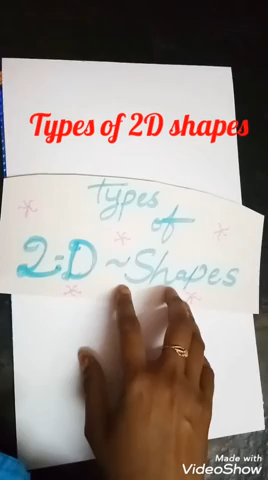 Types of 2D shapes
Types
of
2-D ~ Shapes
Made with
VideoShow